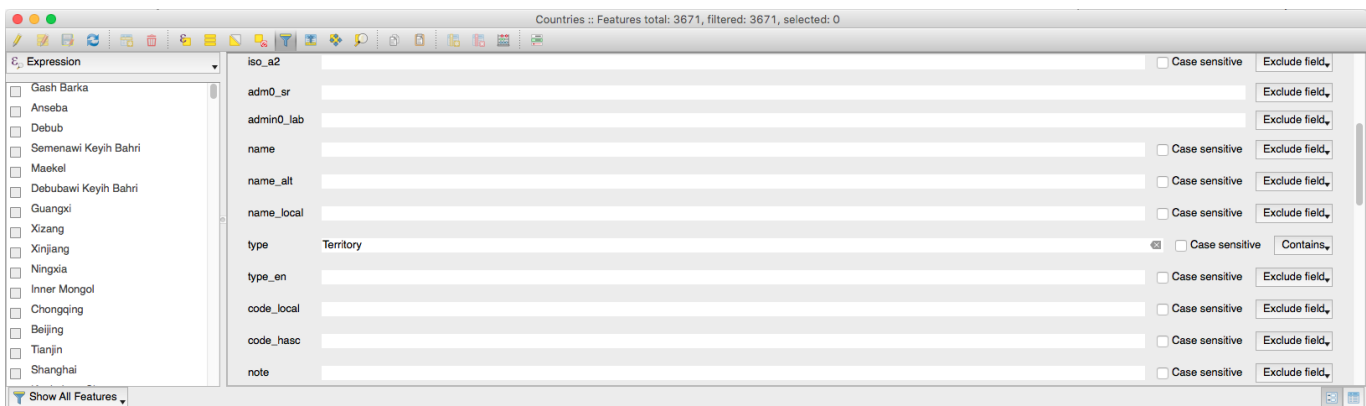 Countries :: Features total: 3671, filtered: 3671, selected: 0
Expression
Gash Barka
Anseba
Debub
Semenawi Keyih Bahri
Maekel
Debubawi Keyih Bahri
Guangxi
Xizang
Xinjiang
Ningxia
Inner Mongol
Chongqing
Beijing
Tianjin
Shanghai
iso_a2 Case sensitive Exclude field
adm0_sr Exclude field
admin0_lab Exclude field
name Case sensitive Exclude field
name_alt Case sensitive Exclude field
name_local Case sensitive Exclude field
type Territory Case sensitive Contains
type_en Case sensitive Exclude field
code_local Case sensitive Exclude field
code_hasc Case sensitive Exclude field
note Case sensitive Exclude field
Show All Features